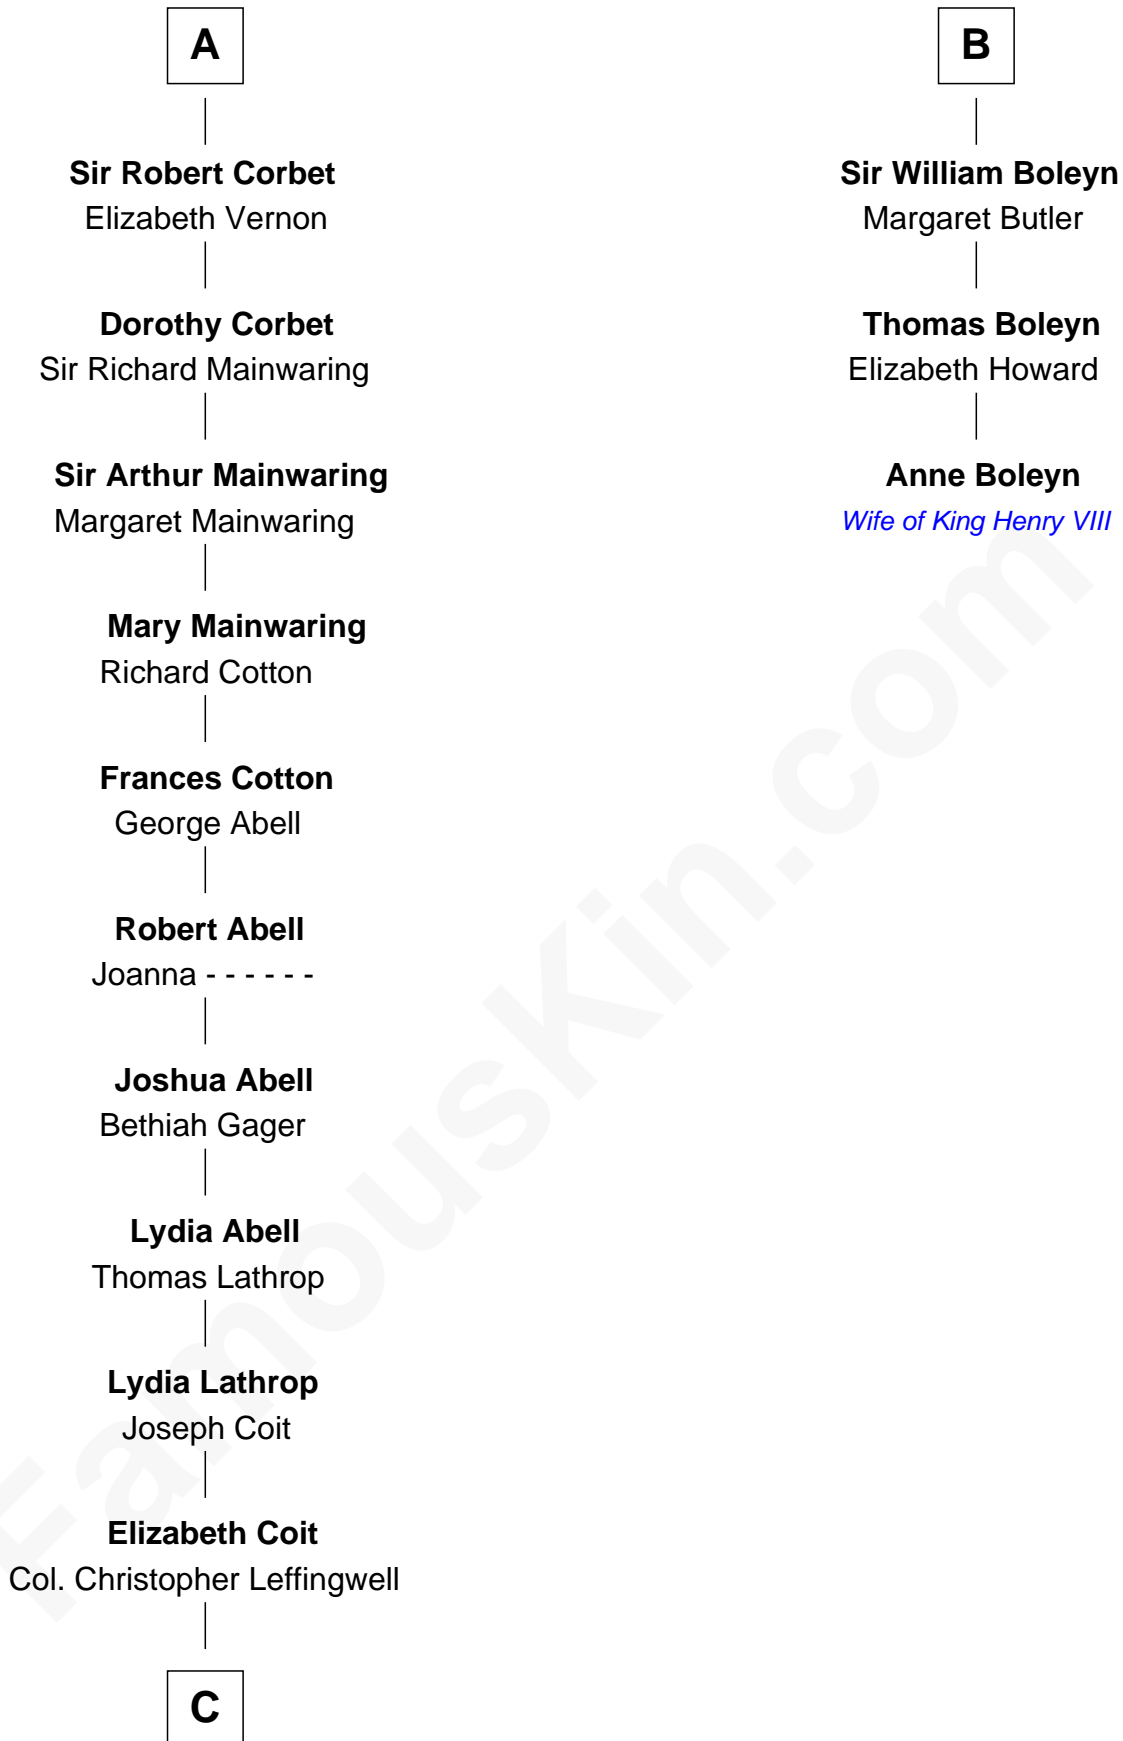 A
Sir Robert Corbet
Elizabeth Vernon
Dorothy Corbet
Sir Richard Mainwaring
Sir Arthur Mainwaring
Margaret Mainwaring
Mary Mainwaring
Richard Cotton
Frances Cotton
George Abell
Robert Abell
Joanna - - - - - -
Joshua Abell
Bethiah Gager
Lydia Abell
Thomas Lathrop
Lydia Lathrop
Joseph Coit
Elizabeth Coit
Col. Christopher Leffingwell
C
B
Sir William Boleyn
Margaret Butler
Thomas Boleyn
Elizabeth Howard
Anne Boleyn
Wife of King Henry VIII
FamousKin.com